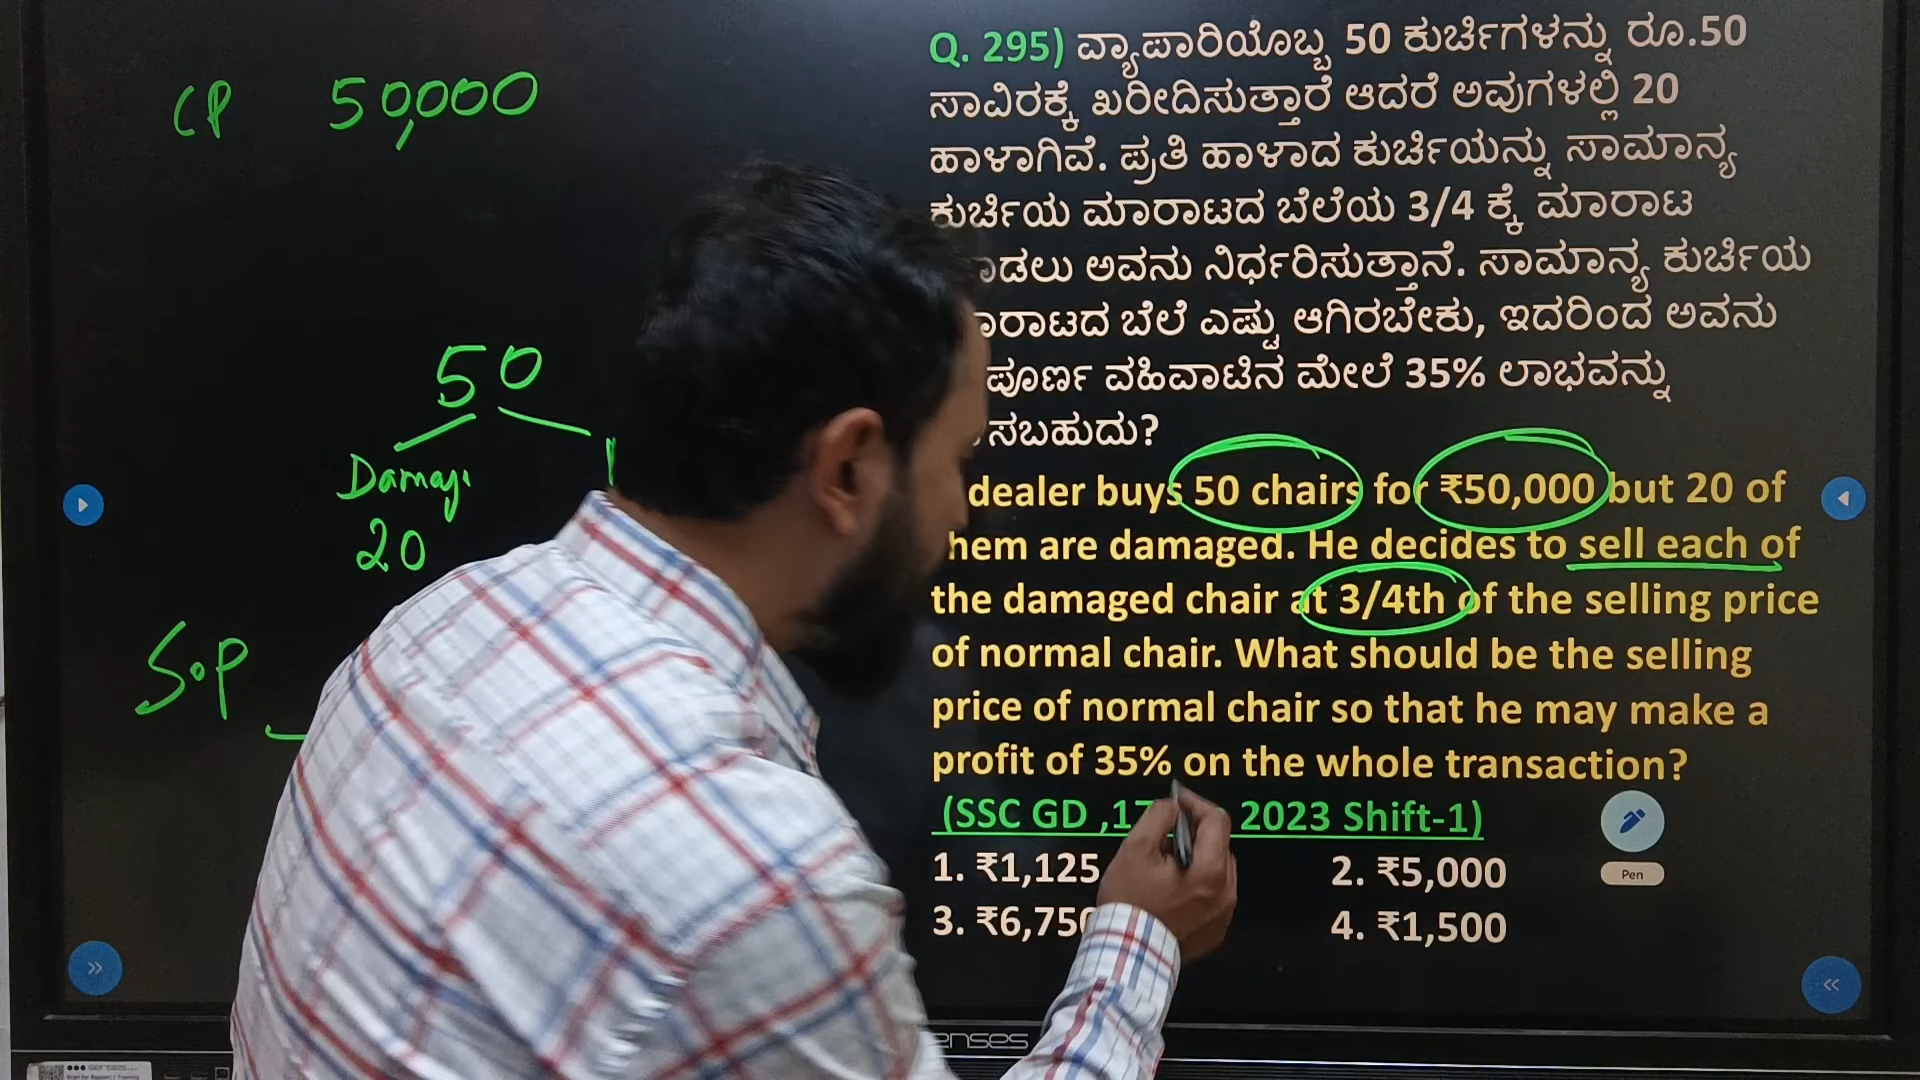 CP 50,000
50
Damage
20
S.P
Q. 295) ವ್ಯಾಪಾರಿಯೊಬ್ಬ 50 ಕುರ್ಚಿಗಳನ್ನು ರೂ.50
ಸಾವಿರಕ್ಕೆ ಖರೀದಿಸುತ್ತಾರೆ ಆದರೆ ಅವುಗಳಲ್ಲಿ 20
ಹಾಳಾಗಿವೆ. ಪ್ರತಿ ಹಾಳಾದ ಕುರ್ಚಿಯನ್ನು ಸಾಮಾನ್ಯ
ಕುರ್ಚಿಯ ಮಾರಾಟದ ಬೆಲೆಯ 3/4 ಕ್ಕೆ ಮಾರಾಟ
ಅವನು ನಿರ್ಧರಿಸುತ್ತಾನೆ. ಸಾಮಾನ್ಯ ಕುರ್ಚಿಯ
ಬೆಲೆ ಎಷ್ಟು ಆಗಿರಬೇಕು, ಇದರಿಂದ ಅವನು
ವಹಿವಾಟಿನ ಮೇಲೆ 35% ಲಾಭವನ್ನು
dealer buys 50 chairs for ₹50,000 but 20 of
them are damaged. He decides to sell each of
the damaged chair at 3/4th of the selling price
of normal chair. What should be the selling
price of normal chair so that he may make a
profit of 35% on the whole transaction?
(SSC GD ,17 2023 Shift-1)
1. ₹1,125 2. ₹5,000
3. ₹6,750 4. ₹1,500
Pen